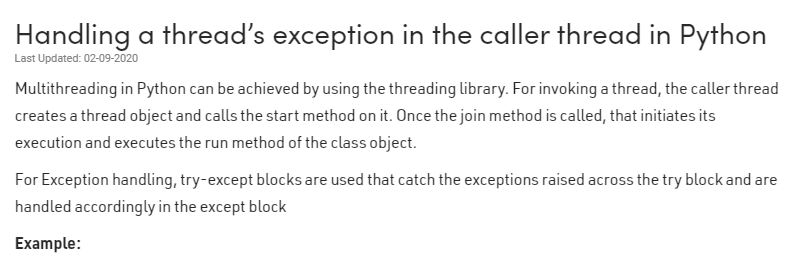 Handling a thread's exception in the caller thread in Python
Last Updated: 02-09-2020
Multithreading in Python can be achieved by using the threading library. For invoking a thread, the caller thread
creates a thread object and calls the start method on it. Once the join method is called, that initiates its
execution and executes the run method of the class object.
For Exception handling, try-except blocks are used that catch the exceptions raised across the try block and are
handled accordingly in the except block
Example: